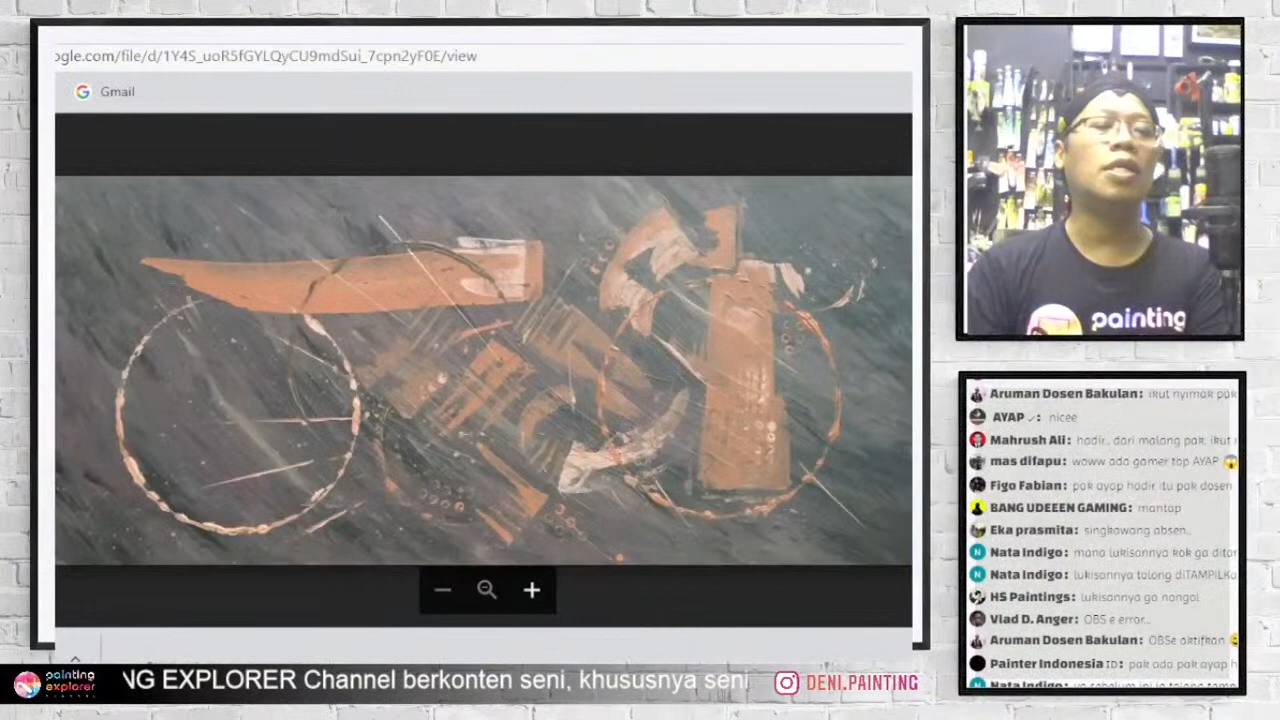 ogle.com/file/d/1Y4S_uoR5fGYLQyCU9mdSui_7cpn2yF0E/view
Gmail
painting
Aruman Dosen Bakulan: ikut nyimak pak
AYAP ✓: nicee
Mahrush Ali: hadir.. dari malang pak. ikut
mas difapu: woww ada gamer top AYAP 😱
Figo Fabian: pak ayap hadir itu pak dosen
BANG UDEEEN GAMING: mantap
Eka prasmita: singkawang absen..
N Nata Indigo: mana lukisannya kok ga ditam
N Nata Indigo: lukisannya tolong diTAMPILKa
HS Paintings: lukisannya ga nongol
Vlad D. Anger: OBS e error...
Aruman Dosen Bakulan: OBSe aktifkan
Painter Indonesia ID: pak ada pak ayap h
Nata Indigo:
painting
explorer
CHANNEL
NG EXPLORER Channel berkonten seni, khususnya seni
DENI.PAINTING